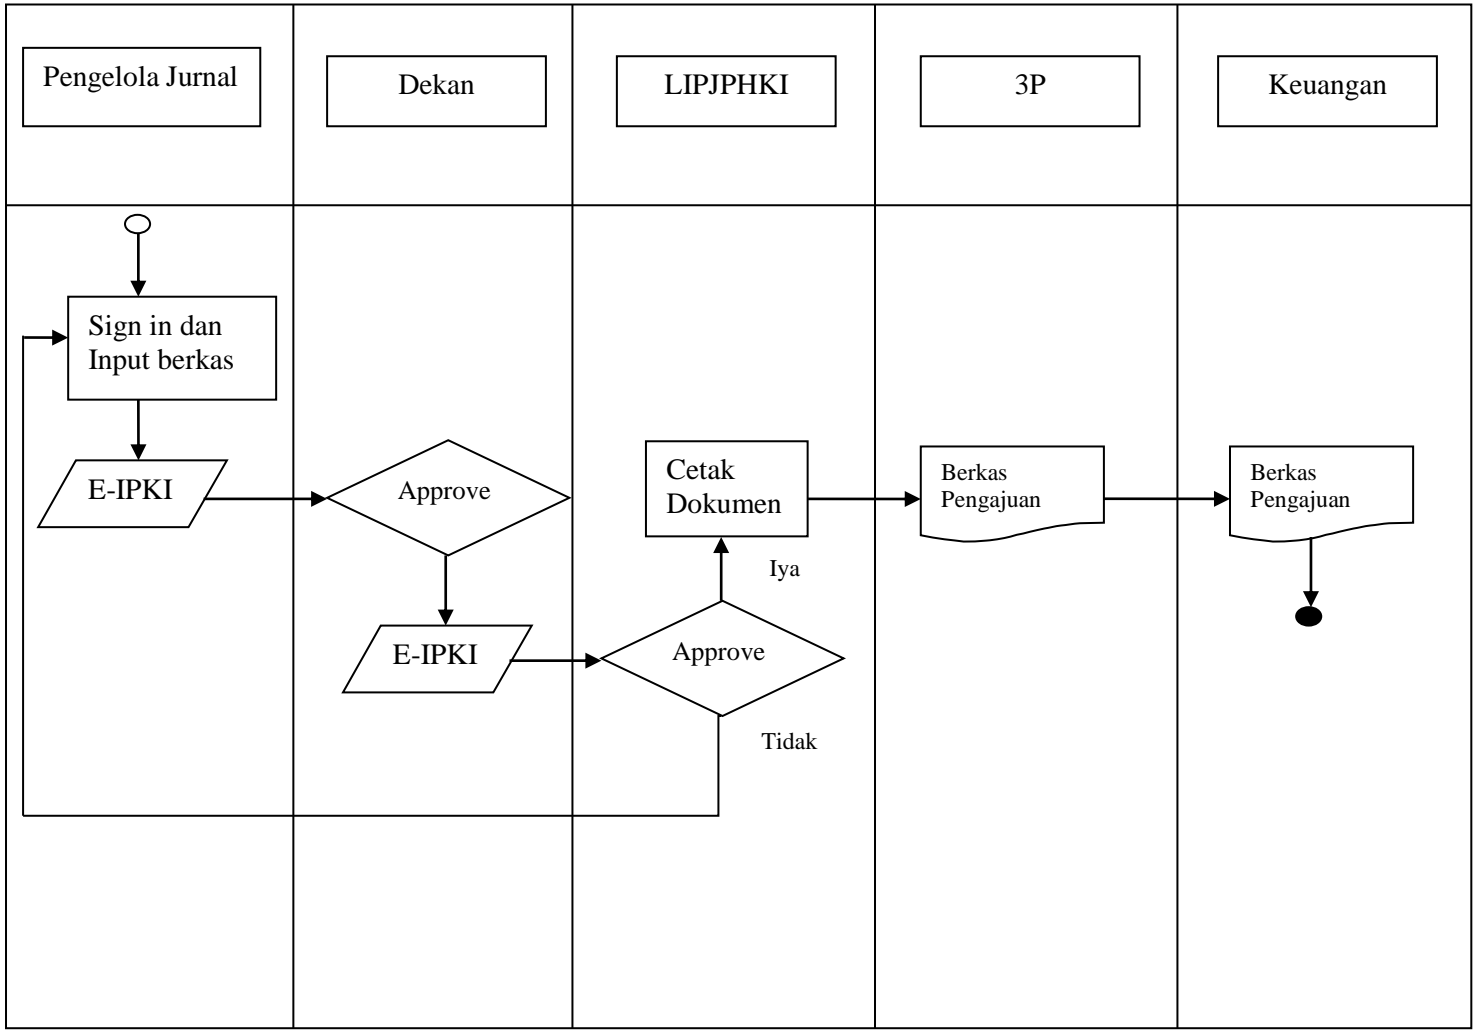 Pengelola Jurnal
Dekan
LIPJPHKI
3P
Keuangan
Sign in dan
Input berkas
E-IPKI
Approve
E-IPKI
Cetak
Dokumen
Iya
Approve
Tidak
Berkas
Pengajuan
Berkas
Pengajuan